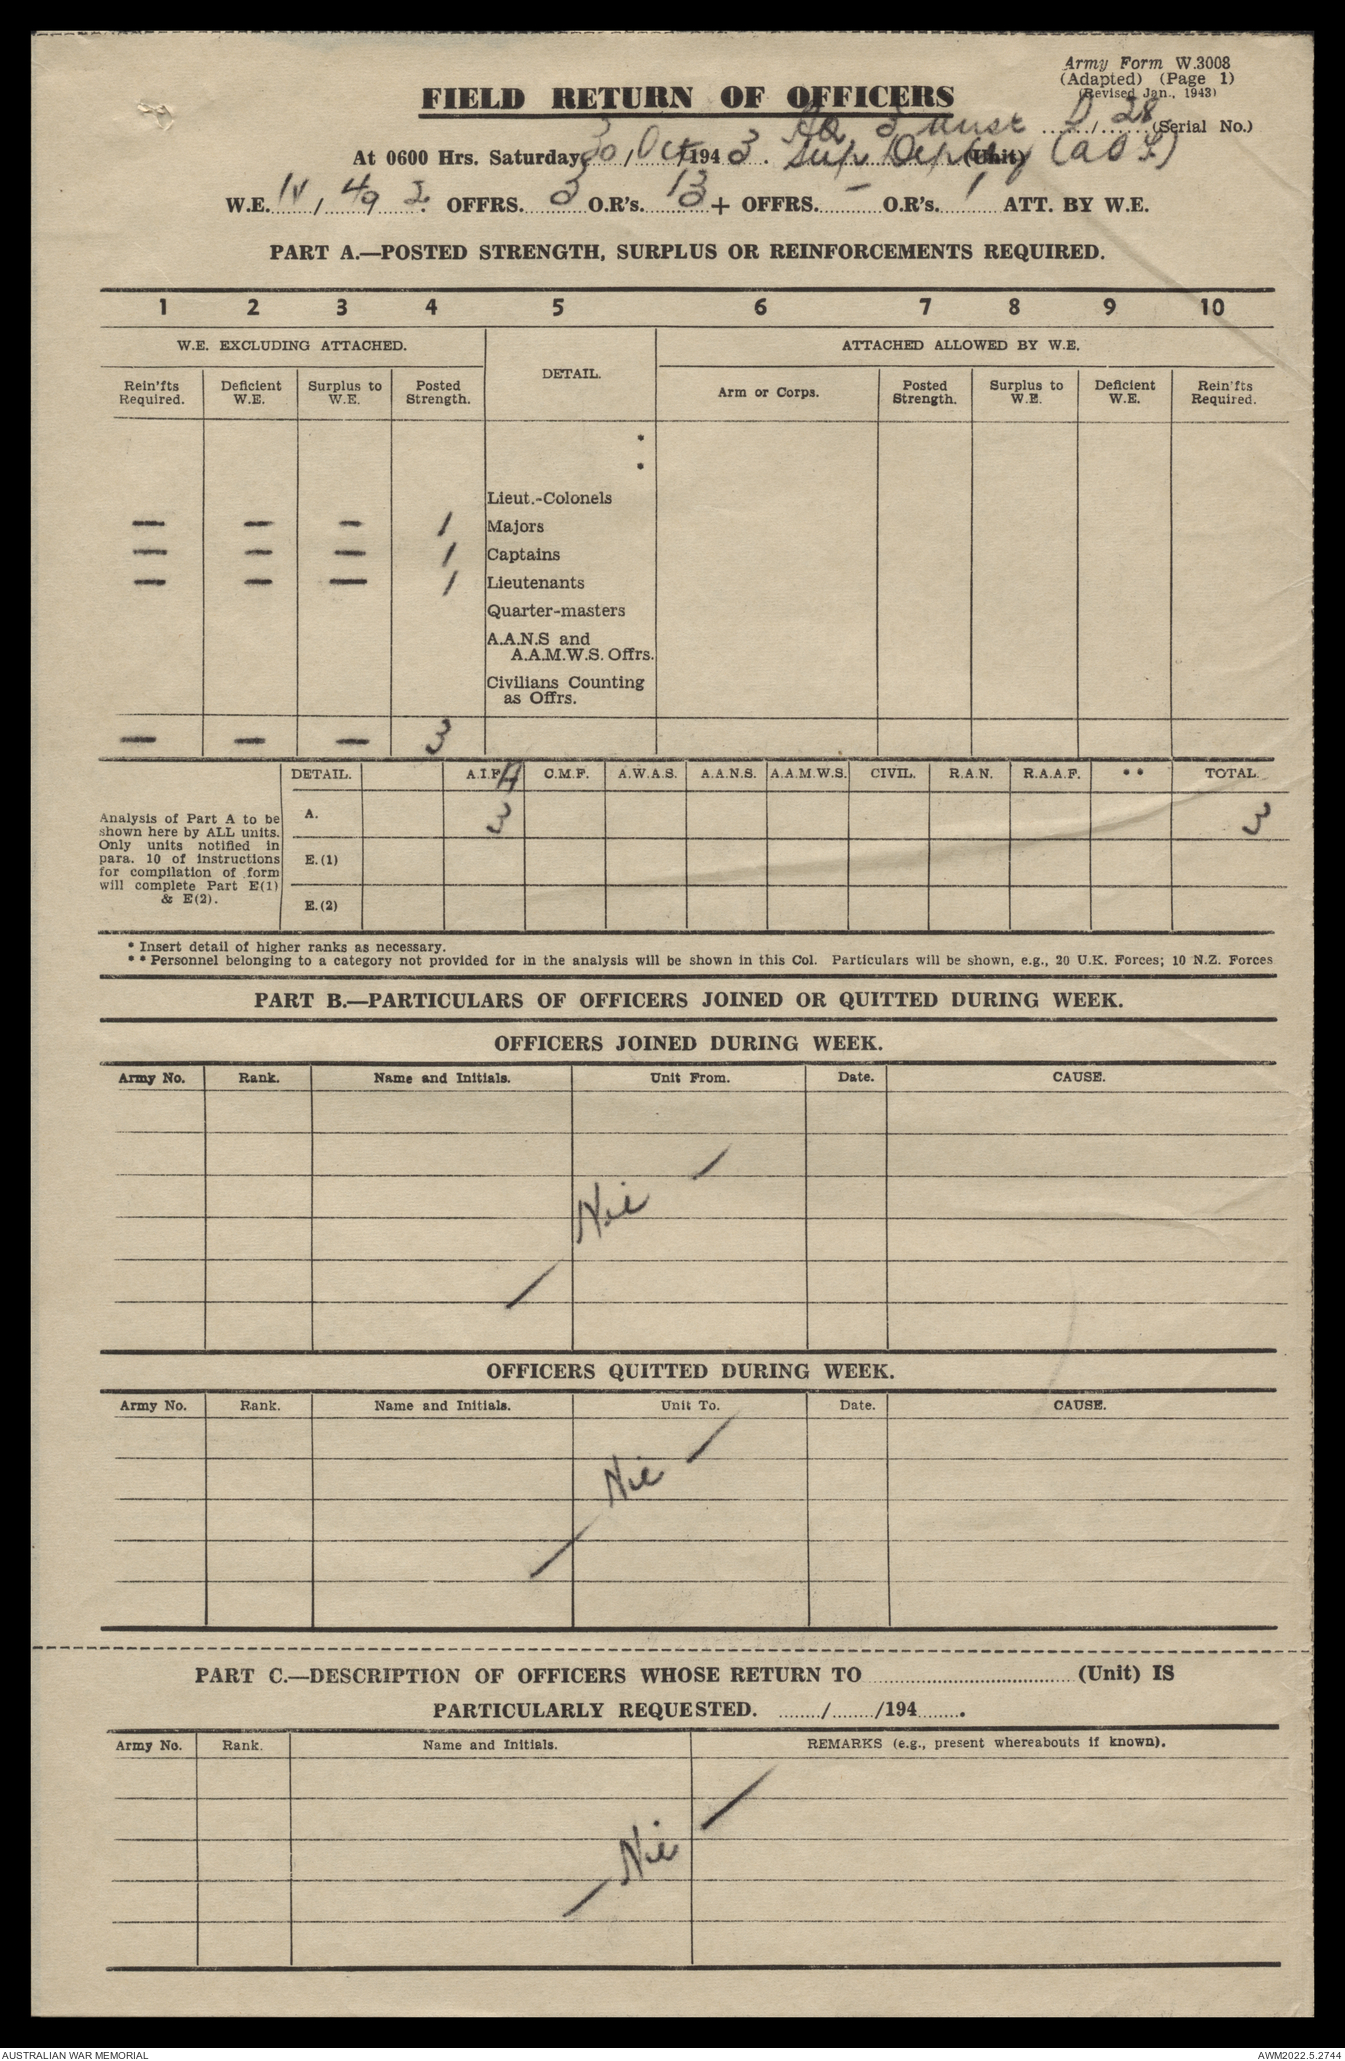 Army Form W.3008
(Adapted) (Page 1)
(Revised Jan., 1943)
FIELD RETURN OF OFFICERS
D / 28 (Serial No.)
At 0600 Hrs. Saturday 30 / Oct /194 3. HQ 3 Aust Sup Dep (Unit) (AOI)
W.E. IV / 49 2. OFFRS. 3 O.R's. 13 + OFFRS. – O.R's. 1 ATT. BY W.E.
PART A.—POSTED STRENGTH, SURPLUS OR REINFORCEMENTS REQUIRED.
1 2 3 4 5 6 7 8 9 10
W.E. EXCLUDING ATTACHED. DETAIL. ATTACHED ALLOWED BY W.E.
Rein'fts Required. Deficient W.E. Surplus to W.E. Posted Strength. Arm or Corps. Posted Strength. Surplus to W.E. Deficient W.E. Rein'fts Required.
*
*
Lieut.-Colonels
— — — 1 Majors
— — — 1 Captains
— — — 1 Lieutenants
Quarter-masters
A.A.N.S and
A.A.M.W.S. Offrs.
Civilians Counting
as Offrs.
— — — 3
DETAIL. A.I.F. C.M.F. A.W.A.S. A.A.N.S. A.A.M.W.S. CIVIL. R.A.N. R.A.A.F. ** TOTAL.
Analysis of Part A to be
shown here by ALL units.
Only units notified in
para. 10 of instructions
for compilation of form
will complete Part E(1)
& E(2).
A. 3 3
E.(1)
E.(2)
* Insert detail of higher ranks as necessary.
** Personnel belonging to a category not provided for in the analysis will be shown in this Col. Particulars will be shown, e.g., 20 U.K. Forces; 10 N.Z. Forces
PART B.—PARTICULARS OF OFFICERS JOINED OR QUITTED DURING WEEK.
OFFICERS JOINED DURING WEEK.
Army No. Rank. Name and Initials. Unit From. Date. CAUSE.
— Nil —
OFFICERS QUITTED DURING WEEK.
Army No. Rank. Name and Initials. Unit To. Date. CAUSE.
— Nil —
PART C.—DESCRIPTION OF OFFICERS WHOSE RETURN TO .................... (Unit) IS
PARTICULARLY REQUESTED. ......../......../194........
Army No. Rank. Name and Initials. REMARKS (e.g., present whereabouts if known).
— Nil —
AUSTRALIAN WAR MEMORIAL
AWM2022.5.2744